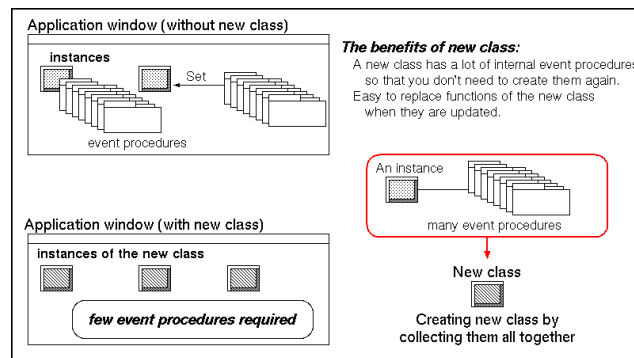 Application window (without new class)
instances
Set
event procedures
The benefits of new class:
A new class has a lot of internal event procedures
so that you don't need to create them again.
Easy to replace functions of the new class
when they are updated.
An instance
many event procedures
New class
Creating new class by
collecting them all together
Application window (with new class)
instances of the new class
few event procedures required